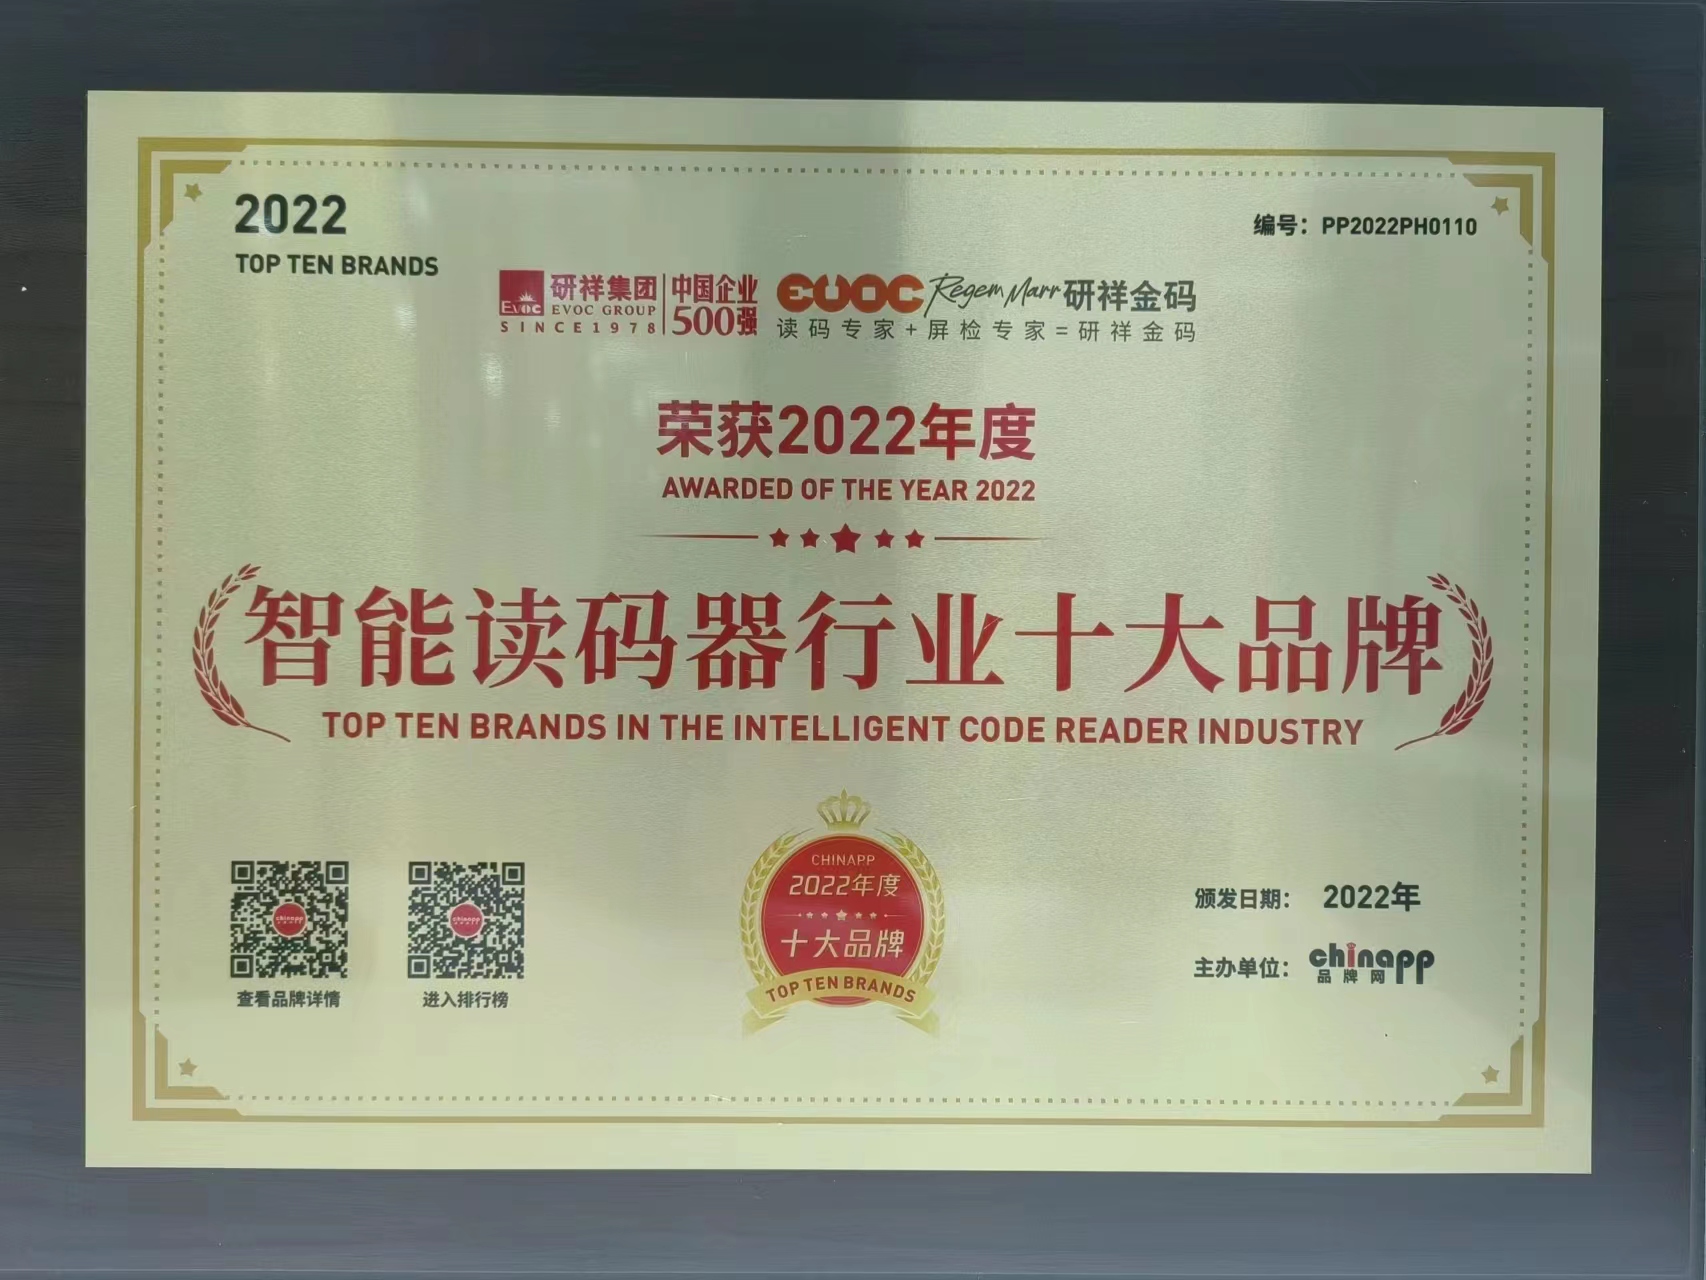 2022
TOP TEN BRANDS
编号：PP2022PH0110
EVOC
研祥集团
EVOC GROUP
SINCE1978
中国企业
500强
EVOC Regem Marr 研祥金码
读码专家+屏检专家=研祥金码
荣获2022年度
AWARDED OF THE YEAR 2022
智能读码器行业十大品牌
TOP TEN BRANDS IN THE INTELLIGENT CODE READER INDUSTRY
CHINAPP
2022年度
十大品牌
TOP TEN BRANDS
chinapp
查看品牌详情
chinapp
进入排行榜
颁发日期： 2022年
主办单位： chinapp
品牌网